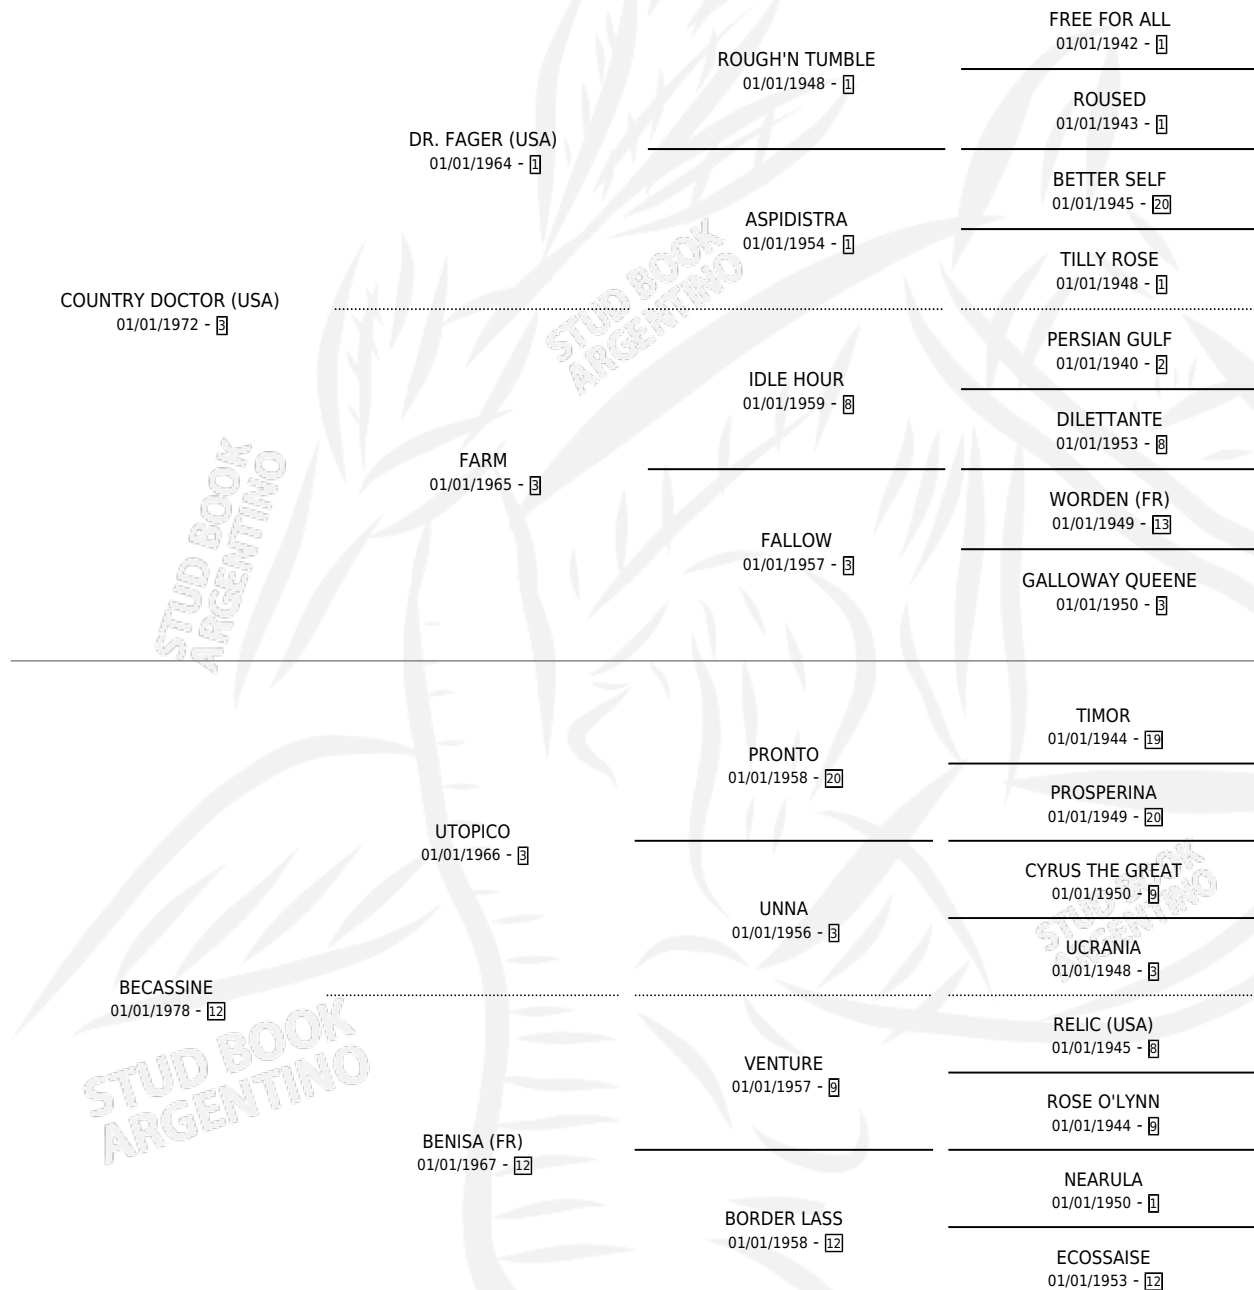 FREE FOR ALL
01/01/1942 - 1
ROUGH'N TUMBLE
01/01/1948 - 1
ROUSED
01/01/1943 - 1
DR. FAGER (USA)
01/01/1964 - 1
BETTER SELF
01/01/1945 - 20
ASPIDISTRA
01/01/1954 - 1
TILLY ROSE
01/01/1948 - 1
COUNTRY DOCTOR (USA)
01/01/1972 - 3
PERSIAN GULF
01/01/1940 - 2
IDLE HOUR
01/01/1959 - 8
DILETTANTE
01/01/1953 - 8
FARM
01/01/1965 - 3
WORDEN (FR)
01/01/1949 - 13
FALLOW
01/01/1957 - 3
GALLOWAY QUEENE
01/01/1950 - 3
TIMOR
01/01/1944 - 19
PRONTO
01/01/1958 - 20
PROSPERINA
01/01/1949 - 20
UTOPICO
01/01/1966 - 3
CYRUS THE GREAT
01/01/1950 - 9
UNNA
01/01/1956 - 3
UCRANIA
01/01/1948 - 3
BECASSINE
01/01/1978 - 12
RELIC (USA)
01/01/1945 - 8
VENTURE
01/01/1957 - 9
ROSE O'LYNN
01/01/1944 - 9
BENISA (FR)
01/01/1967 - 12
NEARULA
01/01/1950 - 1
BORDER LASS
01/01/1958 - 12
ECOSSAISE
01/01/1953 - 12
STUD BOOK
ARGENTINO
STUD BOOK
ARGENTINO
STUD BOOK
ARGENTINO
STUD BOOK
ARGENTINO